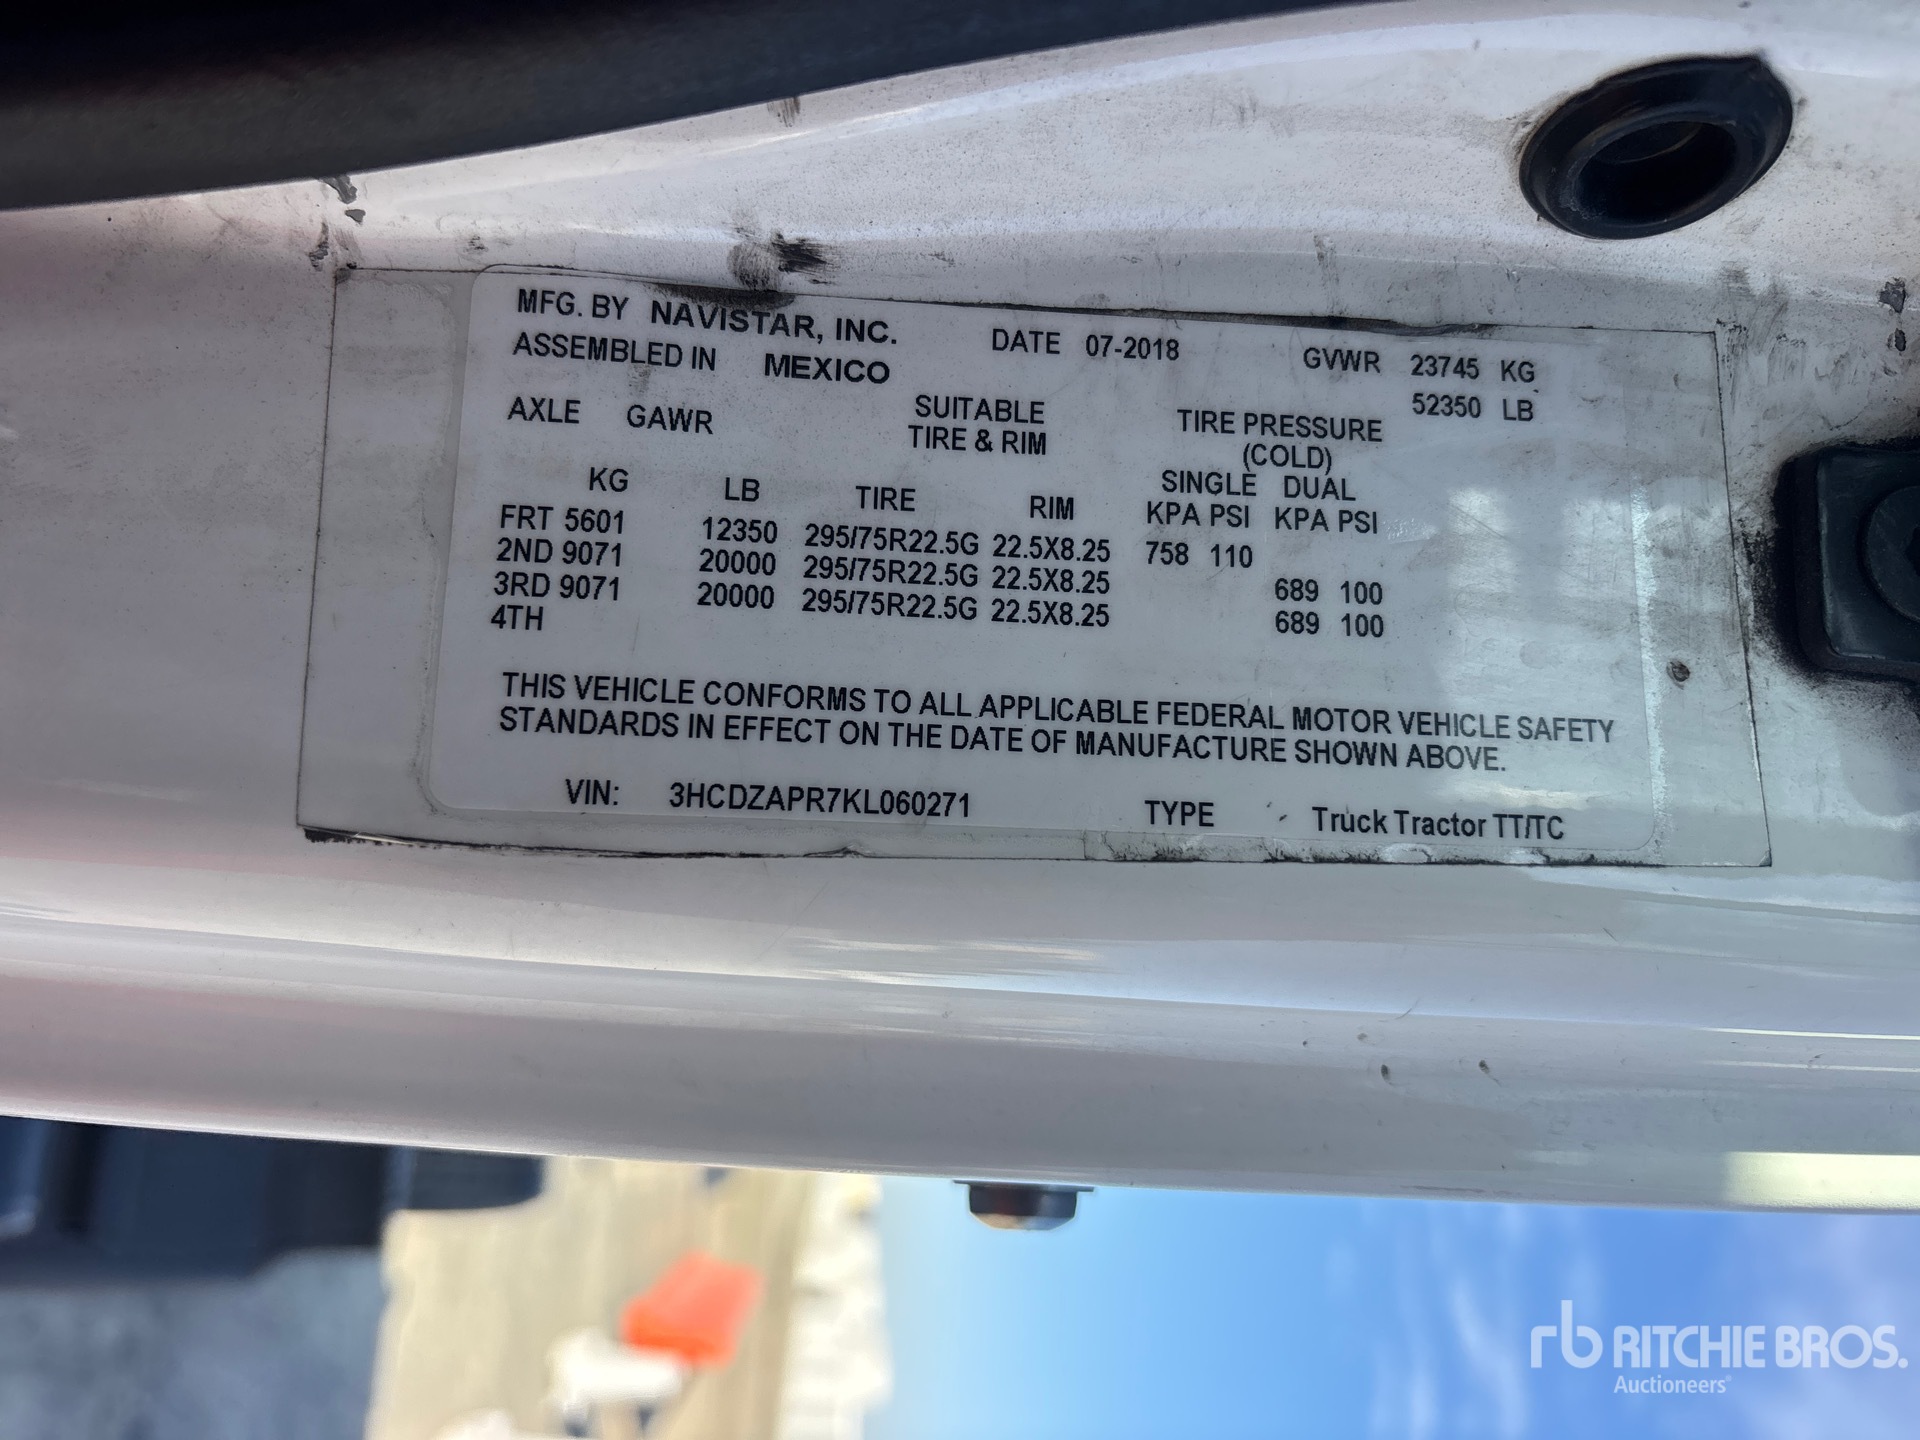 MFG. BY NAVISTAR, INC. DATE 07-2018 GVWR 23745 KG
ASSEMBLED IN MEXICO 52350 LB
AXLE GAWR SUITABLE TIRE PRESSURE
TIRE & RIM (COLD)
SINGLE DUAL
KG LB TIRE RIM KPA PSI KPA PSI
FRT 5601 12350 295/75R22.5G 22.5X8.25 758 110
2ND 9071 20000 295/75R22.5G 22.5X8.25 689 100
3RD 9071 20000 295/75R22.5G 22.5X8.25 689 100
4TH
THIS VEHICLE CONFORMS TO ALL APPLICABLE FEDERAL MOTOR VEHICLE SAFETY
STANDARDS IN EFFECT ON THE DATE OF MANUFACTURE SHOWN ABOVE.
VIN: 3HCDZAPR7KL060271 TYPE Truck Tractor TT/TC
rb RITCHIE BROS.
Auctioneers